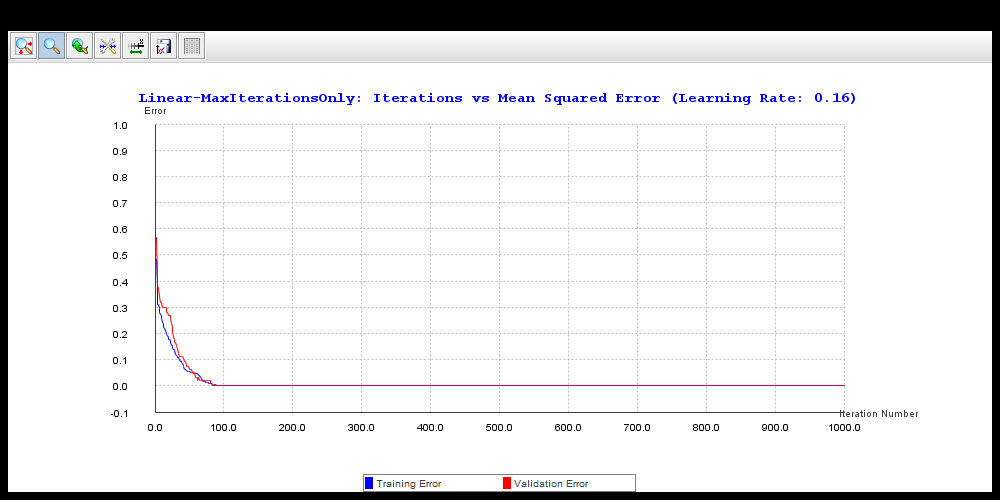 Linear-MaxIterationsOnly: Iterations vs Mean Squared Error (Learning Rate: 0.16)
Error
1.0
0.9
0.8
0.7
0.6
0.5
0.4
0.3
0.2
0.1
0.0
-0.1
Iteration Number
0.0 100.0 200.0 300.0 400.0 500.0 600.0 700.0 800.0 900.0 1000.0
Training Error Validation Error